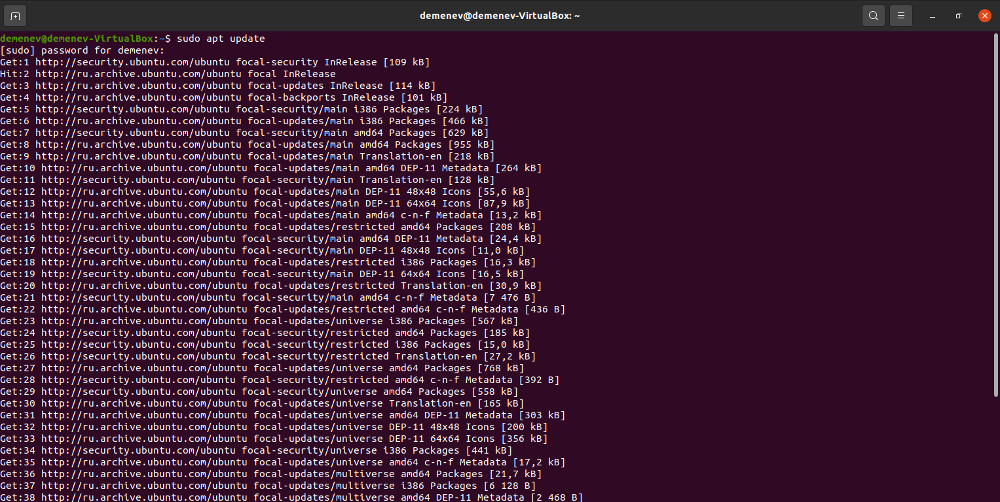 demenev@demenev-VirtualBox: ~
demenev@demenev-VirtualBox:~$ sudo apt update
[sudo] password for demenev:
Get:1 http://security.ubuntu.com/ubuntu focal-security InRelease [109 kB]
Hit:2 http://ru.archive.ubuntu.com/ubuntu focal InRelease
Get:3 http://ru.archive.ubuntu.com/ubuntu focal-updates InRelease [114 kB]
Get:4 http://ru.archive.ubuntu.com/ubuntu focal-backports InRelease [101 kB]
Get:5 http://security.ubuntu.com/ubuntu focal-security/main i386 Packages [224 kB]
Get:6 http://ru.archive.ubuntu.com/ubuntu focal-updates/main i386 Packages [466 kB]
Get:7 http://security.ubuntu.com/ubuntu focal-security/main amd64 Packages [629 kB]
Get:8 http://ru.archive.ubuntu.com/ubuntu focal-updates/main amd64 Packages [955 kB]
Get:9 http://ru.archive.ubuntu.com/ubuntu focal-updates/main Translation-en [218 kB]
Get:10 http://ru.archive.ubuntu.com/ubuntu focal-updates/main amd64 DEP-11 Metadata [264 kB]
Get:11 http://security.ubuntu.com/ubuntu focal-security/main Translation-en [128 kB]
Get:12 http://ru.archive.ubuntu.com/ubuntu focal-updates/main DEP-11 48x48 Icons [55,6 kB]
Get:13 http://ru.archive.ubuntu.com/ubuntu focal-updates/main DEP-11 64x64 Icons [87,9 kB]
Get:14 http://ru.archive.ubuntu.com/ubuntu focal-updates/main amd64 c-n-f Metadata [13,2 kB]
Get:15 http://ru.archive.ubuntu.com/ubuntu focal-updates/restricted amd64 Packages [208 kB]
Get:16 http://security.ubuntu.com/ubuntu focal-security/main amd64 DEP-11 Metadata [24,4 kB]
Get:17 http://security.ubuntu.com/ubuntu focal-security/main DEP-11 48x48 Icons [11,0 kB]
Get:18 http://ru.archive.ubuntu.com/ubuntu focal-updates/restricted i386 Packages [16,3 kB]
Get:19 http://security.ubuntu.com/ubuntu focal-security/main DEP-11 64x64 Icons [16,5 kB]
Get:20 http://ru.archive.ubuntu.com/ubuntu focal-updates/restricted Translation-en [30,9 kB]
Get:21 http://security.ubuntu.com/ubuntu focal-security/main amd64 c-n-f Metadata [7 476 B]
Get:22 http://ru.archive.ubuntu.com/ubuntu focal-updates/restricted amd64 c-n-f Metadata [436 B]
Get:23 http://ru.archive.ubuntu.com/ubuntu focal-updates/universe i386 Packages [567 kB]
Get:24 http://security.ubuntu.com/ubuntu focal-security/restricted amd64 Packages [185 kB]
Get:25 http://security.ubuntu.com/ubuntu focal-security/restricted i386 Packages [15,0 kB]
Get:26 http://security.ubuntu.com/ubuntu focal-security/restricted Translation-en [27,2 kB]
Get:27 http://ru.archive.ubuntu.com/ubuntu focal-updates/universe amd64 Packages [768 kB]
Get:28 http://security.ubuntu.com/ubuntu focal-security/restricted amd64 c-n-f Metadata [392 B]
Get:29 http://security.ubuntu.com/ubuntu focal-security/universe amd64 Packages [558 kB]
Get:30 http://ru.archive.ubuntu.com/ubuntu focal-updates/universe Translation-en [165 kB]
Get:31 http://ru.archive.ubuntu.com/ubuntu focal-updates/universe amd64 DEP-11 Metadata [303 kB]
Get:32 http://ru.archive.ubuntu.com/ubuntu focal-updates/universe DEP-11 48x48 Icons [200 kB]
Get:33 http://ru.archive.ubuntu.com/ubuntu focal-updates/universe DEP-11 64x64 Icons [356 kB]
Get:34 http://security.ubuntu.com/ubuntu focal-security/universe i386 Packages [441 kB]
Get:35 http://ru.archive.ubuntu.com/ubuntu focal-updates/universe amd64 c-n-f Metadata [17,2 kB]
Get:36 http://ru.archive.ubuntu.com/ubuntu focal-updates/multiverse amd64 Packages [21,7 kB]
Get:37 http://ru.archive.ubuntu.com/ubuntu focal-updates/multiverse i386 Packages [6 128 B]
Get:38 http://ru.archive.ubuntu.com/ubuntu focal-updates/multiverse amd64 DEP-11 Metadata [2 468 B]